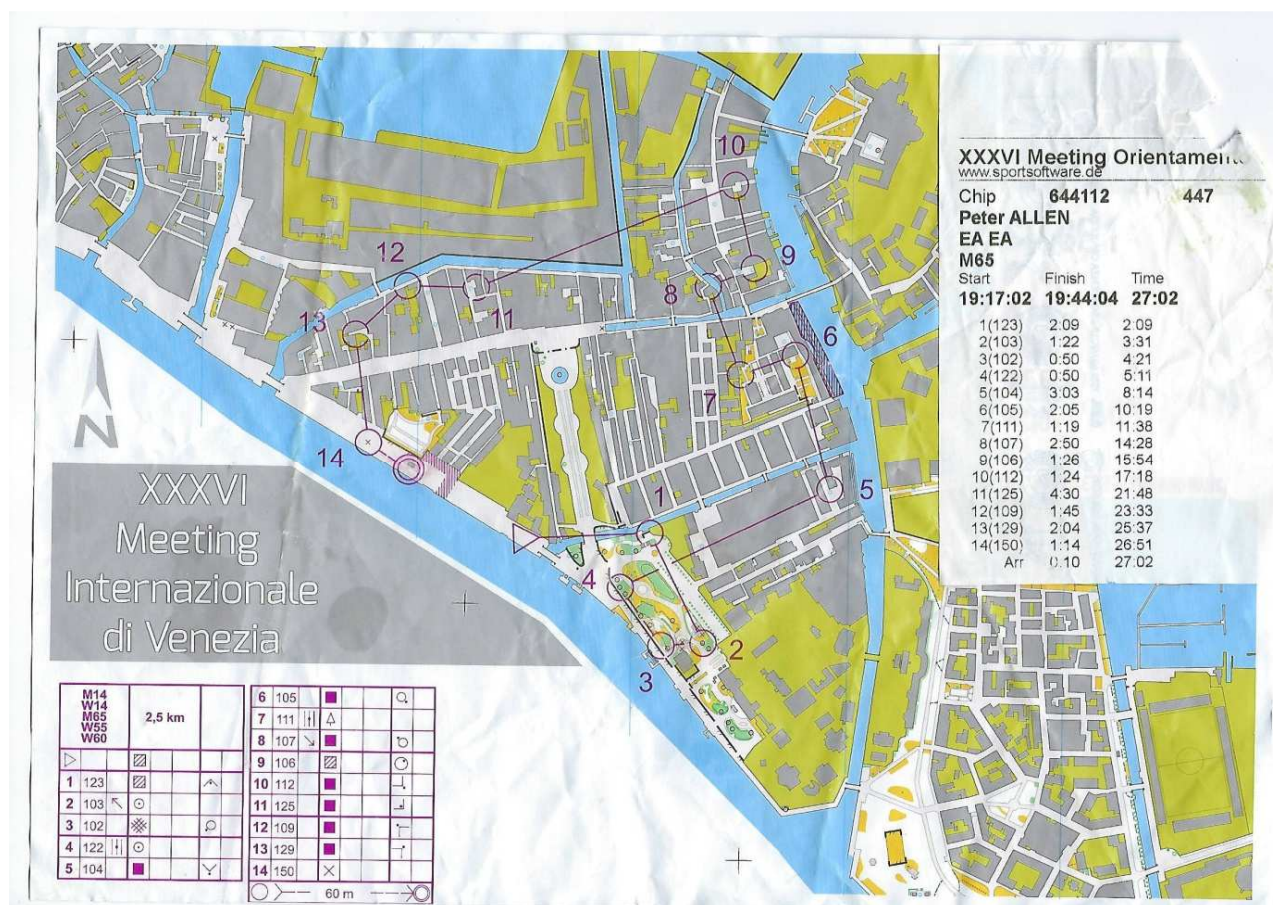 XXXVI Meeting Orientame
www.sportsoftware.de
Chip 644112 447
Peter ALLEN
EA EA
M65
Start Finish Time
19:17:02 19:44:04 27:02
1(123) 2:09 2:09
2(103) 1:22 3:31
3(102) 0:50 4:21
4(122) 0:50 5:11
5(104) 3:03 8:14
6(105) 2:05 10:19
7(111) 1:19 11:38
8(107) 2:50 14:28
9(106) 1:26 15:54
10(112) 1:24 17:18
11(125) 4:30 21:48
12(109) 1:45 23:33
13(129) 2:04 25:37
14(150) 1:14 26:51
Arr 0:10 27:02
10
12
9
8
11
13
6
7
14
5
1
4
2
3
N
XXXVI
Meeting
Internazionale
di Venezia
M14
W14
M65
W55
W60
2,5 km
1 123
2 103
3 102
4 122
5 104
6 105
7 111
8 107
9 106
10 112
11 125
12 109
13 129
14 150
60 m